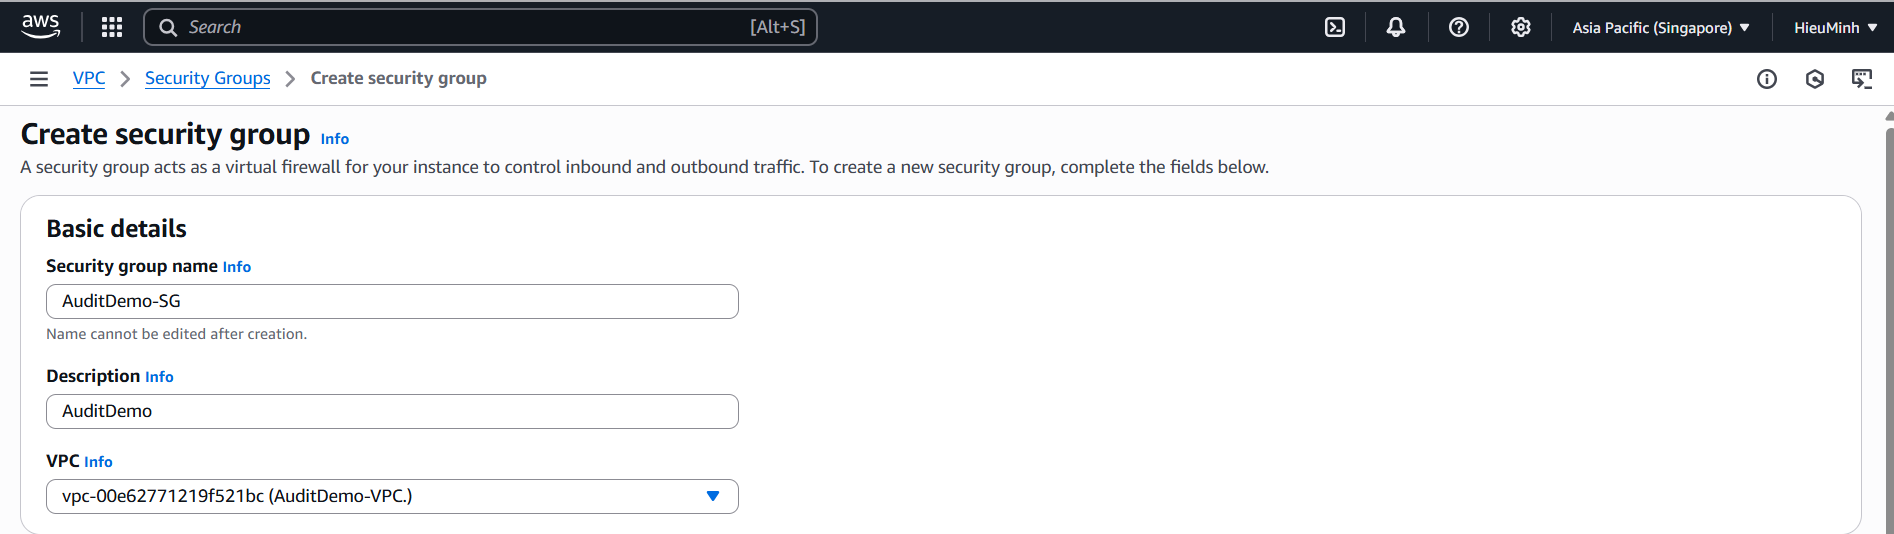 aws Search [Alt+S] Asia Pacific (Singapore) HieuMinh
VPC > Security Groups > Create security group
Create security group Info
A security group acts as a virtual firewall for your instance to control inbound and outbound traffic. To create a new security group, complete the fields below.
Basic details
Security group name Info
AuditDemo-SG
Name cannot be edited after creation.
Description Info
AuditDemo
VPC Info
vpc-00e62771219f521bc (AuditDemo-VPC.)